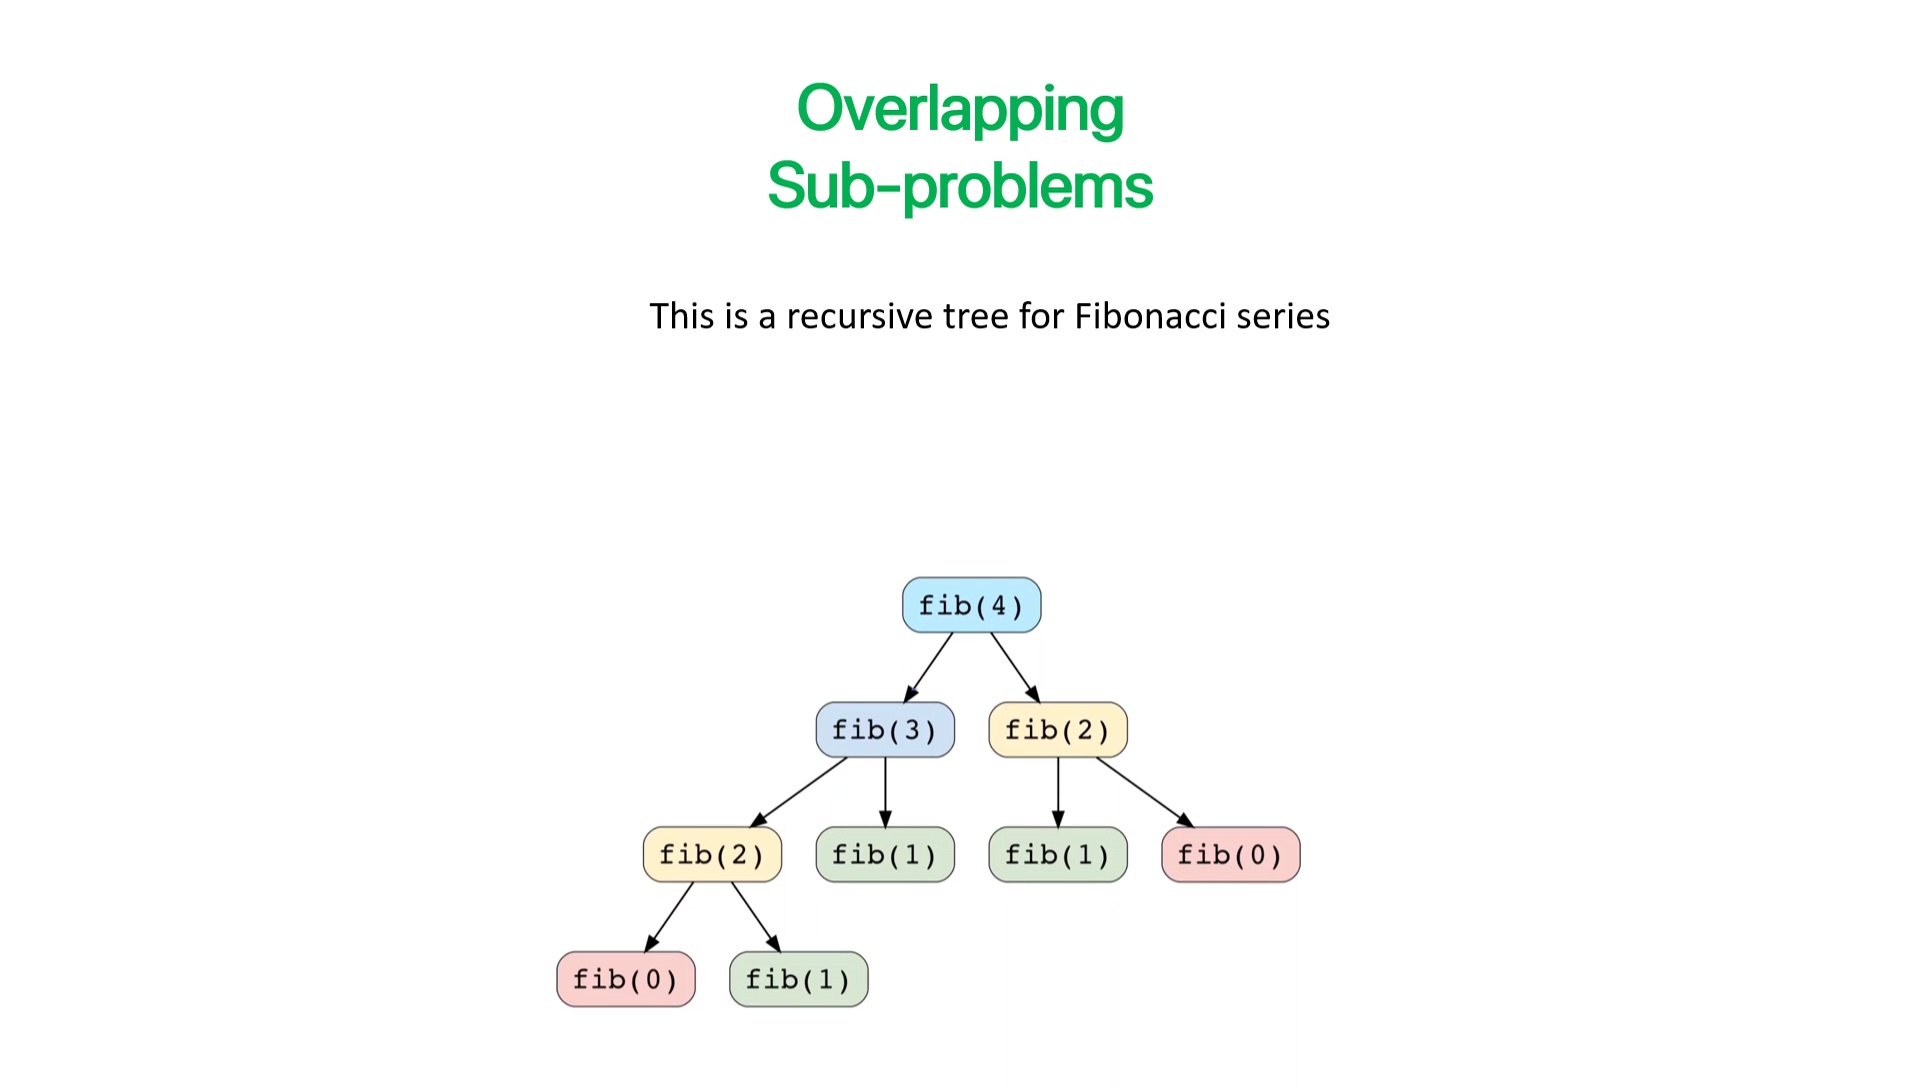 Overlapping
Sub-problems
This is a recursive tree for Fibonacci series
fib(4)
fib(3) fib(2)
fib(2) fib(1) fib(1) fib(0)
fib(0) fib(1)